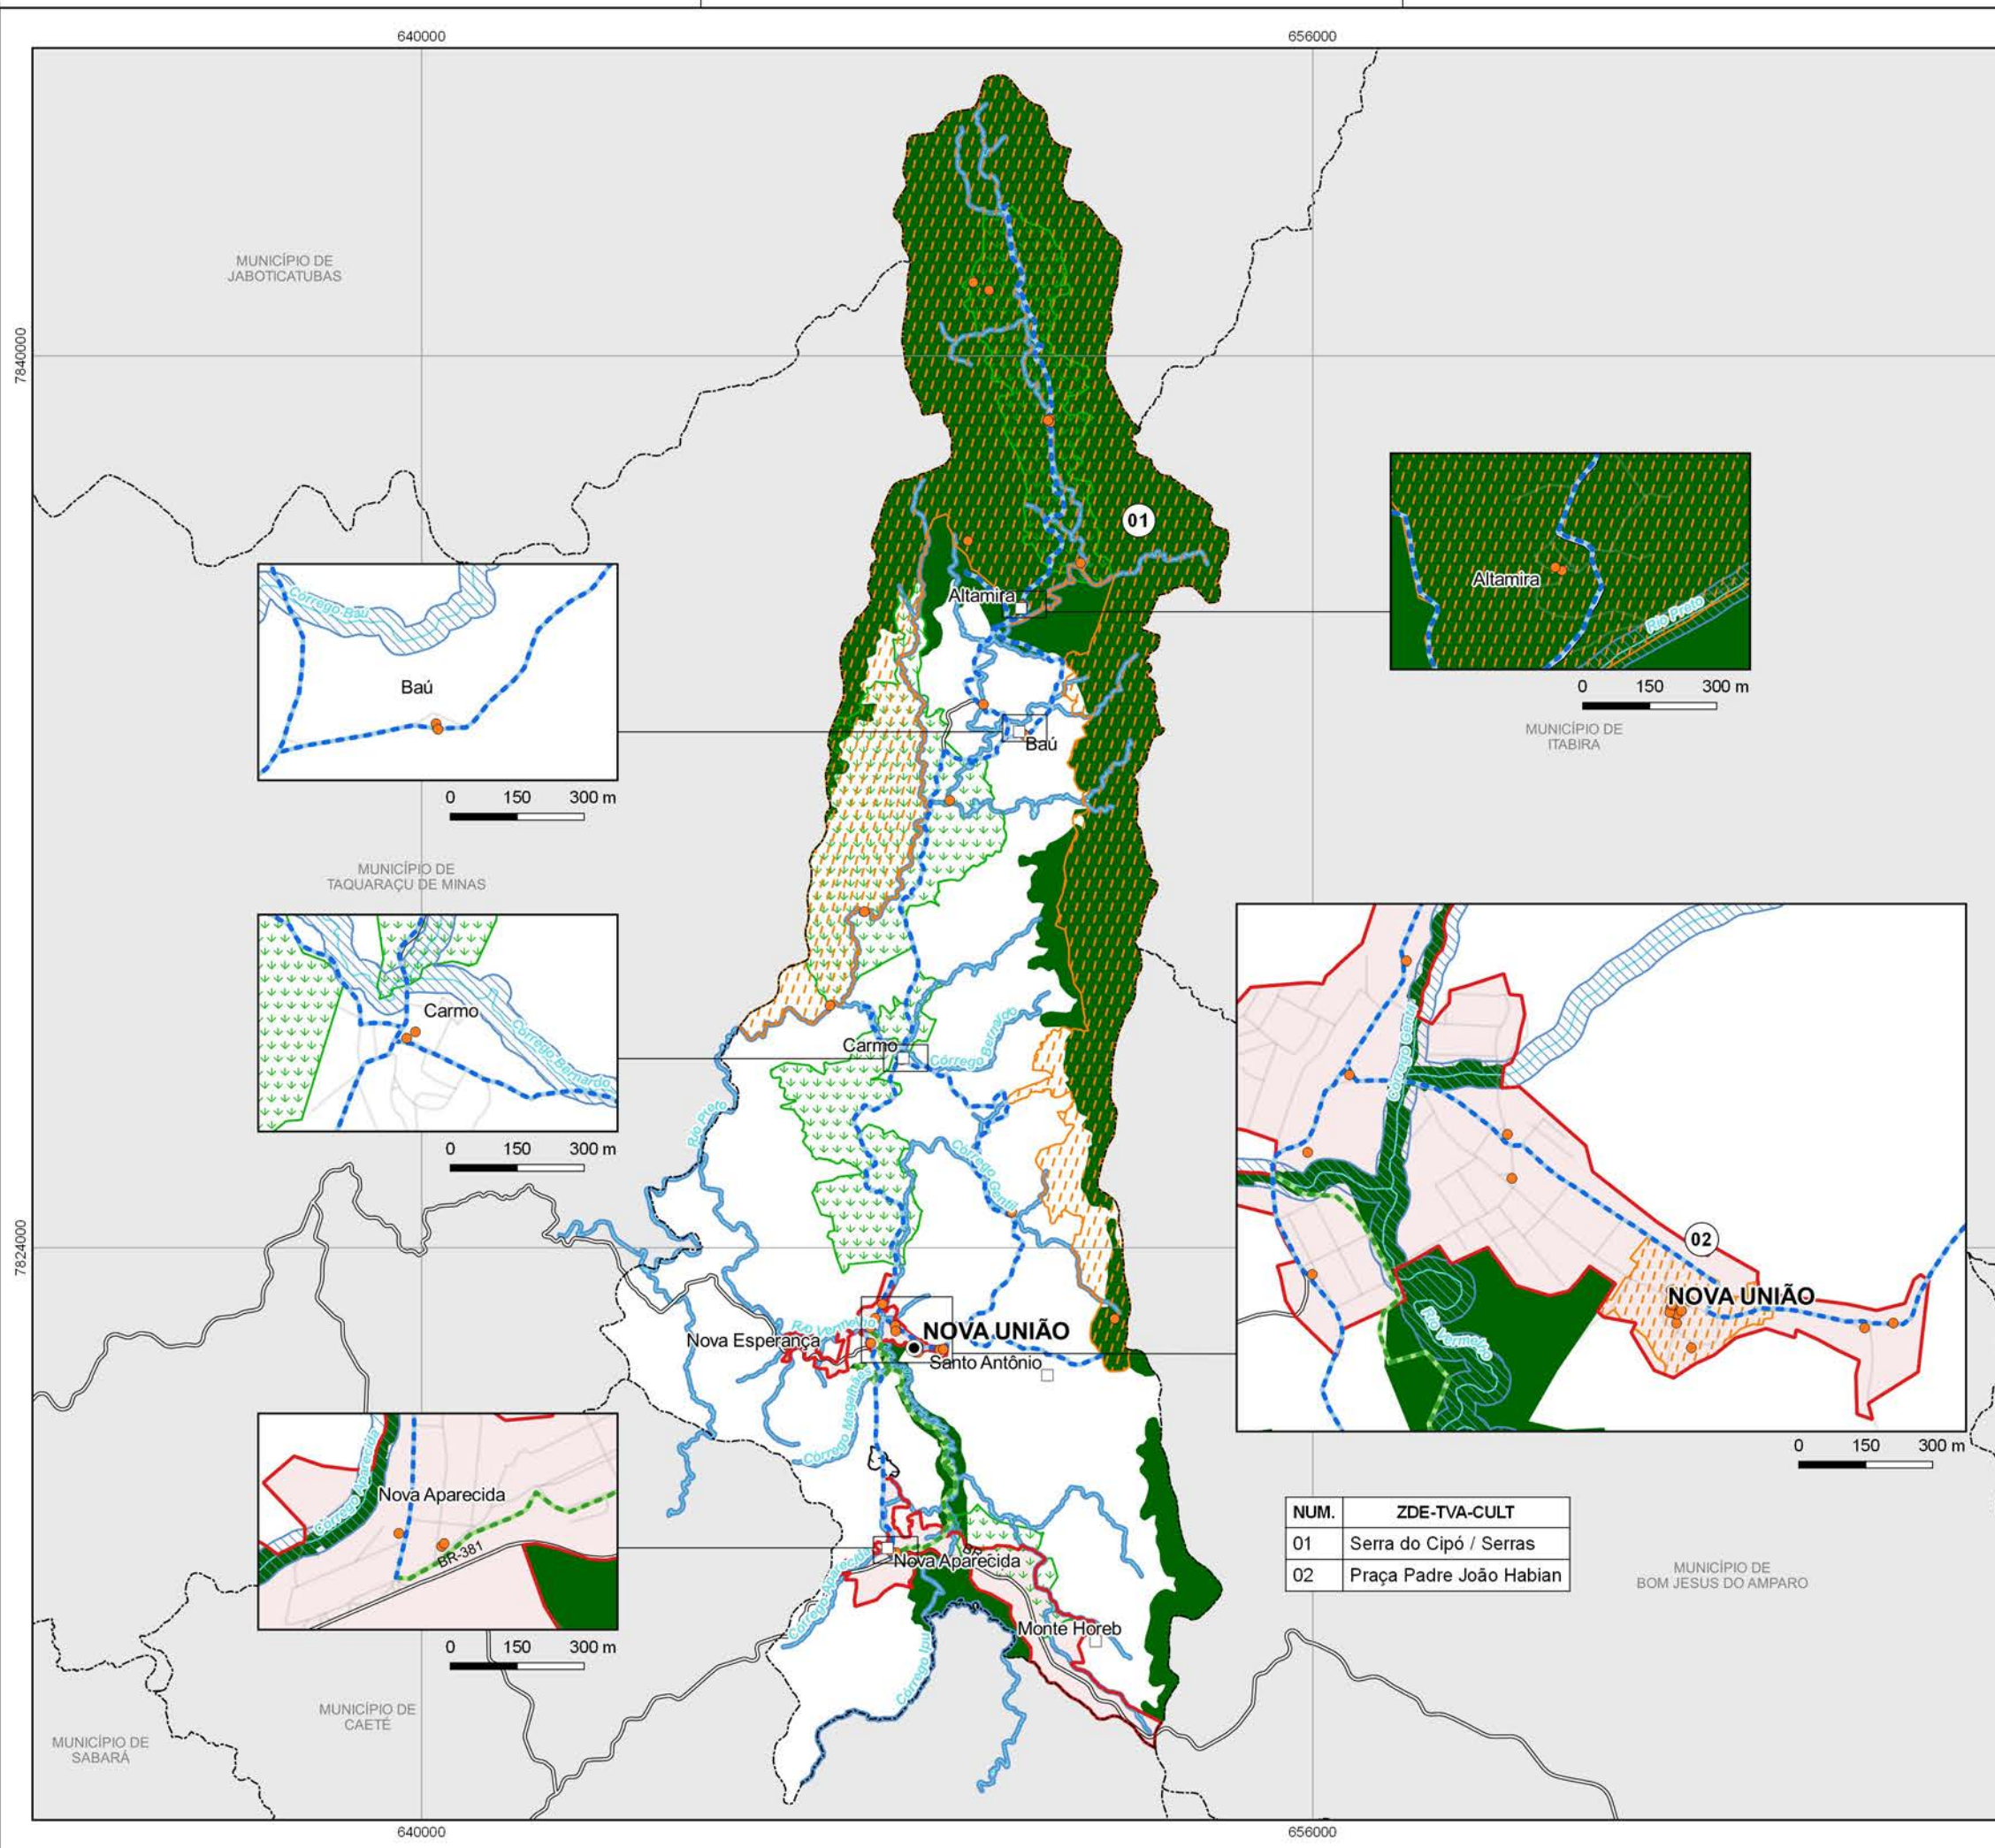 640000
656000
7840000
7824000
MUNICÍPIO DE
JABOTICATUBAS
01
Altamira
Altamira
Rio Preto
0 150 300 m
MUNICÍPIO DE
ITABIRA
Córrego Baú
Baú
0 150 300 m
Baú
MUNICÍPIO DE
TAQUARAÇU DE MINAS
Carmo
Córrego Bernardo
0 150 300 m
Carmo
Córrego Bernardo
Rio Preto
Córrego Gentil
Córrego Gentil
02
NOVA UNIÃO
Rio Vermelho
0 150 300 m
Rio Vermelho
NOVA UNIÃO
Nova Esperança
Santo Antônio
Córrego Magalhães
Córrego Aparecida
Nova Aparecida
BR-381
0 150 300 m
Nova Aparecida
Córrego Aparecida
Monte Horeb
Córrego Ipu
NUM. ZDE-TVA-CULT
01 Serra do Cipó / Serras
02 Praça Padre João Habian
MUNICÍPIO DE
BOM JESUS DO AMPARO
MUNICÍPIO DE
CAETÉ
MUNICÍPIO DE
SABARÁ
640000
656000